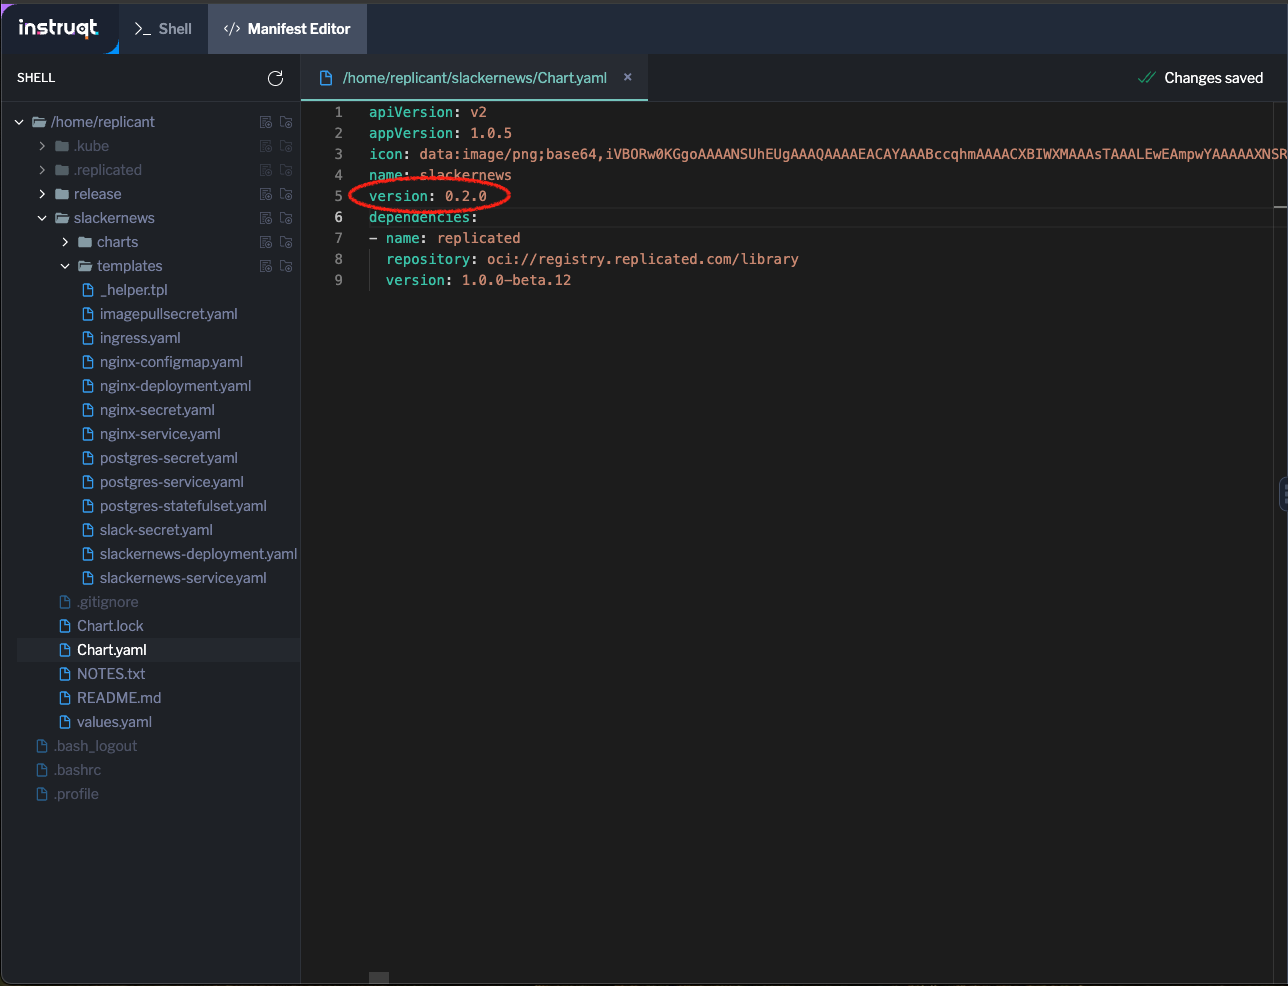 instruqt
>_ Shell
</> Manifest Editor
SHELL
/home/replicant/slackernews/Chart.yaml ×
Changes saved
/home/replicant
.kube
.replicated
release
slackernews
charts
templates
_helper.tpl
imagepullsecret.yaml
ingress.yaml
nginx-configmap.yaml
nginx-deployment.yaml
nginx-secret.yaml
nginx-service.yaml
postgres-secret.yaml
postgres-service.yaml
postgres-statefulset.yaml
slack-secret.yaml
slackernews-deployment.yaml
slackernews-service.yaml
.gitignore
Chart.lock
Chart.yaml
NOTES.txt
README.md
values.yaml
.bash_logout
.bashrc
.profile
1 apiVersion: v2
2 appVersion: 1.0.5
3 icon: data:image/png;base64,iVBORw0KGgoAAAANSUhEUgAAAQAAAAEACAYAAABccqhmAAAACXBIWXMAAAsTAAALEwEAmpwYAAAAAXNSR
4 name: slackernews
5 version: 0.2.0
6 dependencies:
7 - name: replicated
8 repository: oci://registry.replicated.com/library
9 version: 1.0.0-beta.12